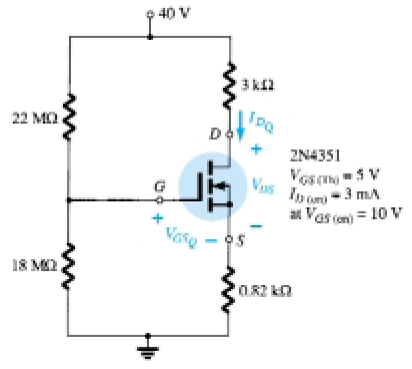 40 V
3 kΩ
22 MΩ
I_DQ
D
+
2N4351
V_GS (Th) = 5 V
I_D (on) = 3 mA
at V_GS (on) = 10 V
G
V_DS
+
V_GSQ
–
–
S
18 MΩ
0.82 kΩ